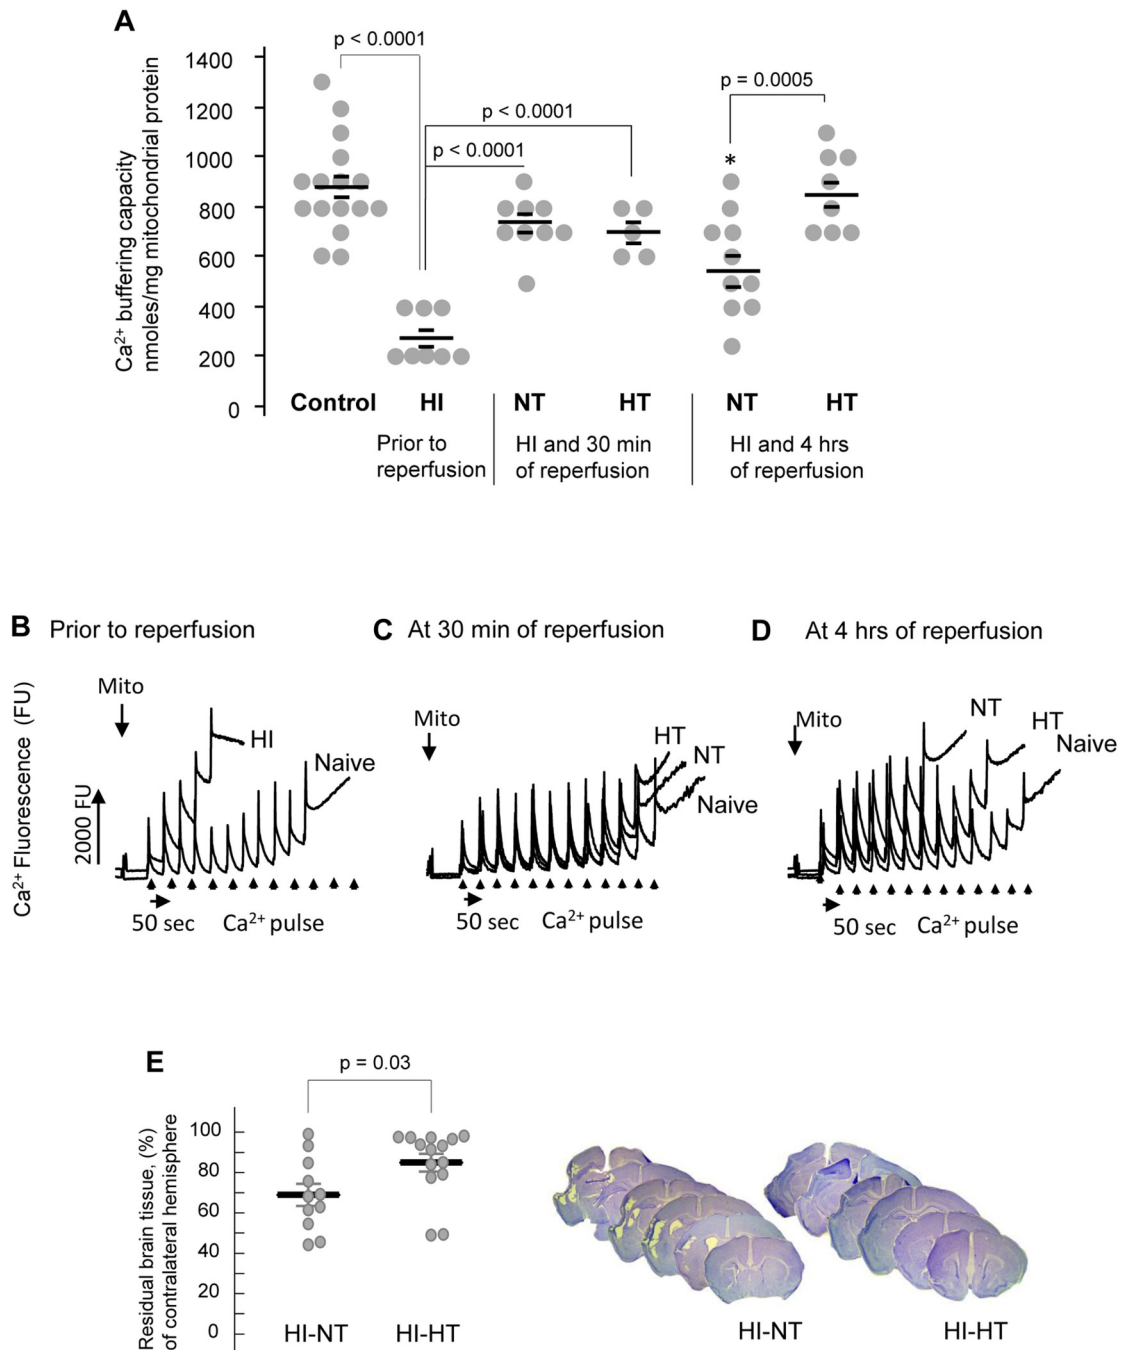 A
p < 0.0001
p = 0.0005
p < 0.0001
p < 0.0001
*
Ca²⁺ buffering capacity
nmoles/mg mitochondrial protein
1400
1200
1000
800
600
400
200
0
Control HI NT HT NT HT
Prior to
reperfusion
HI and 30 min
of reperfusion
HI and 4 hrs
of reperfusion
B Prior to reperfusion
C At 30 min of reperfusion
D At 4 hrs of reperfusion
Ca²⁺ Fluorescence (FU)
2000 FU
Mito
HI
Naive
50 sec Ca²⁺ pulse
Mito
HT
NT
Naive
50 sec Ca²⁺ pulse
Mito
NT
HT
Naive
50 sec Ca²⁺ pulse
E
p = 0.03
Residual brain tissue, (%)
of contralateral hemisphere
100
80
60
40
20
0
HI-NT HI-HT
HI-NT HI-HT